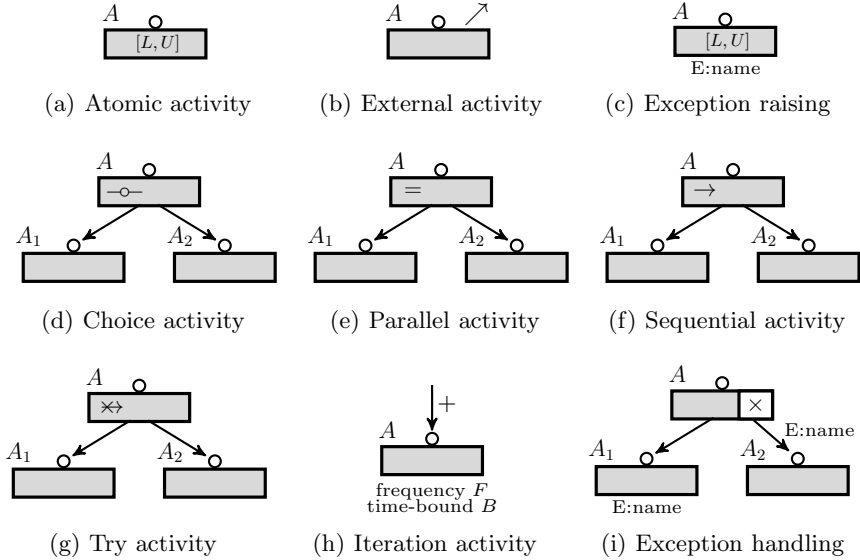 A
[L, U]
(a) Atomic activity
A
(b) External activity
A
[L, U]
E:name
(c) Exception raising
A
A₁
A₂
(d) Choice activity
A
=
A₁
A₂
(e) Parallel activity
A
→
A₁
A₂
(f) Sequential activity
A
A₁
A₂
(g) Try activity
+
A
frequency F
time-bound B
(h) Iteration activity
A
×
E:name
A₁
A₂
E:name
(i) Exception handling